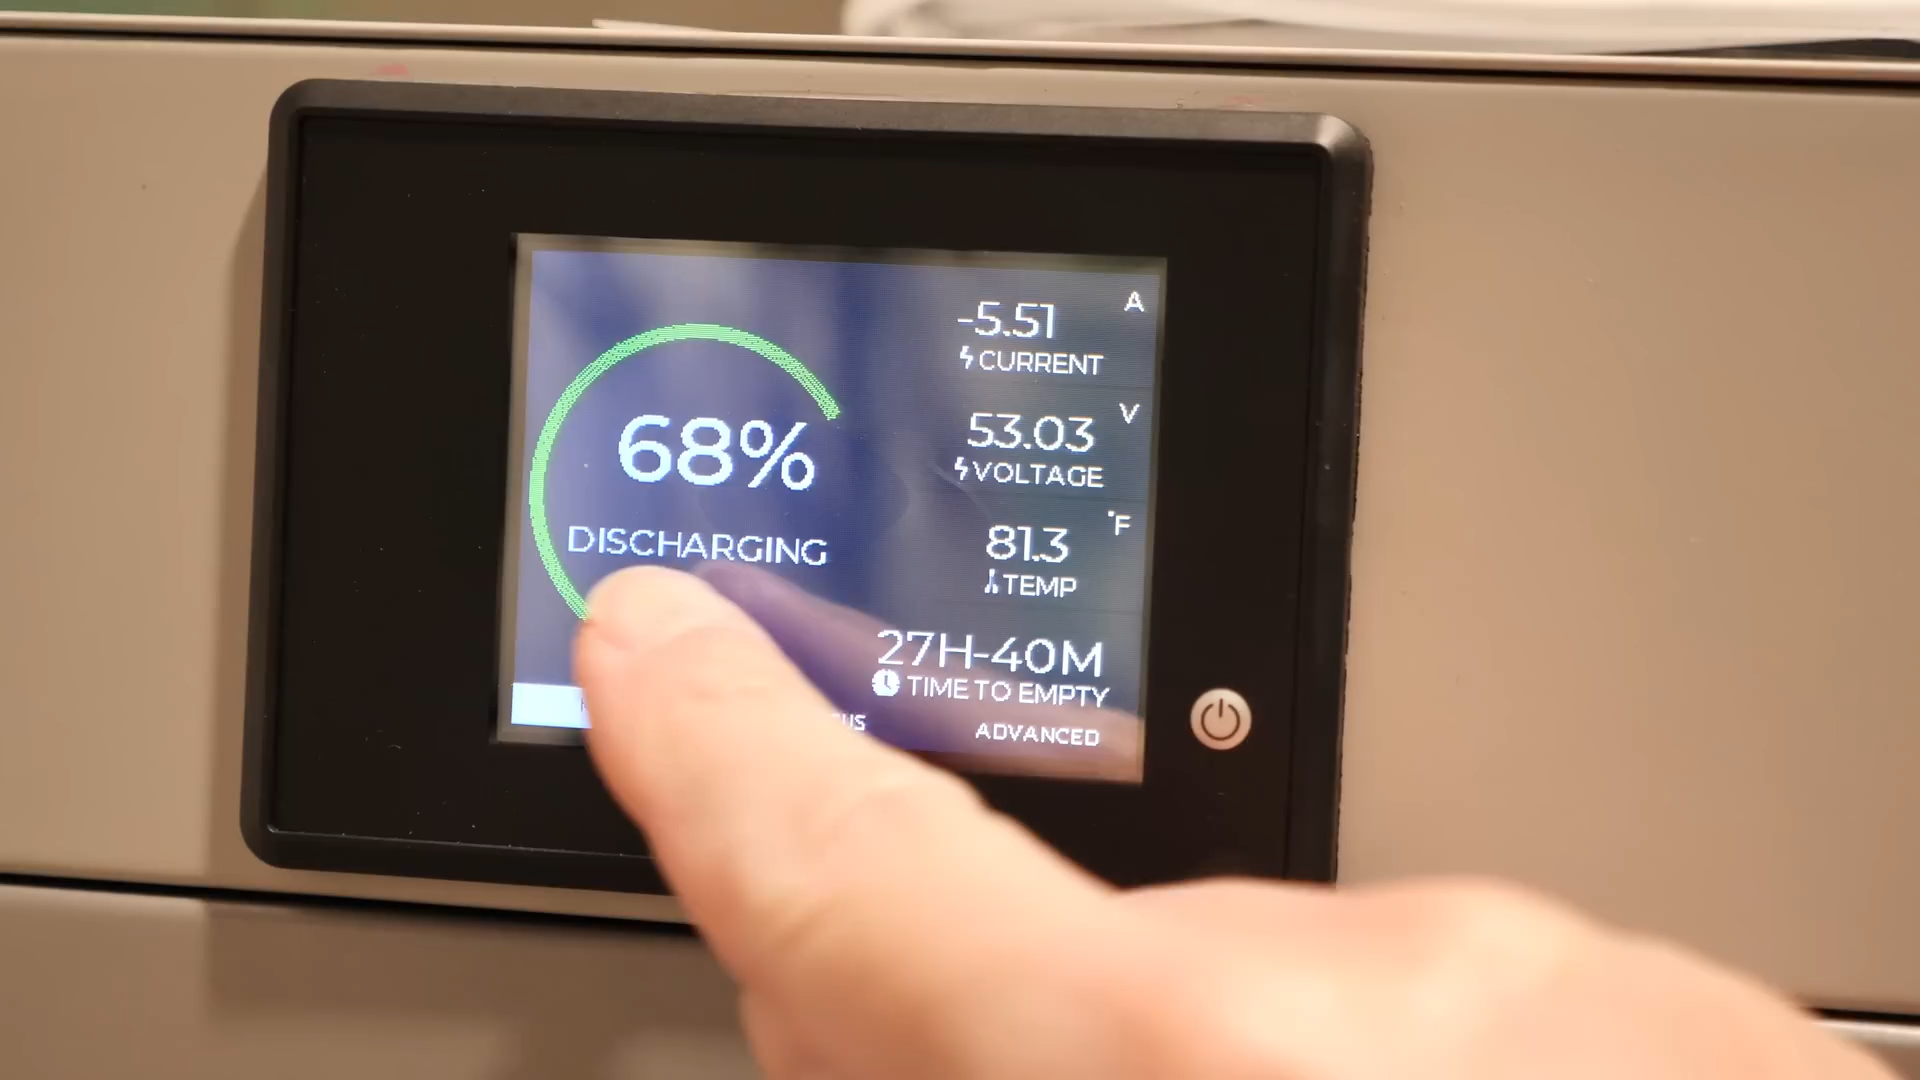 68%
DISCHARGING
A
-5.51
CURRENT
V
53.03
VOLTAGE
°F
81.3
TEMP
27H-40M
TIME TO EMPTY
ADVANCED